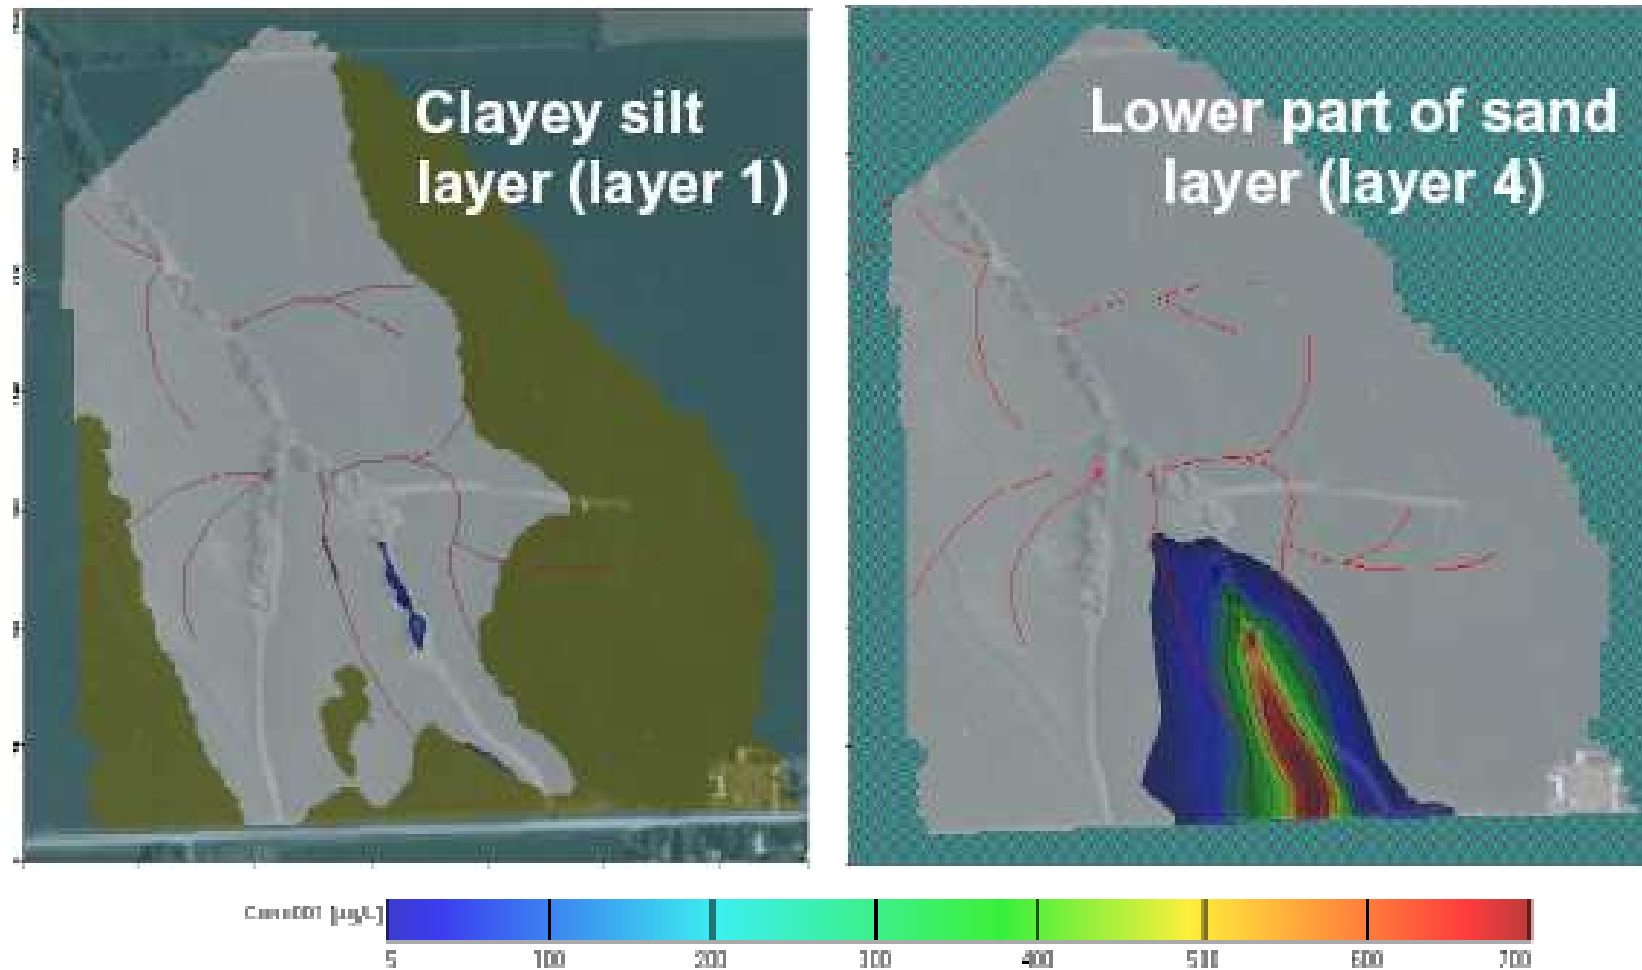 Clayey silt
layer (layer 1)
Lower part of sand
layer (layer 4)
Conc001 [µg/L]
5 100 200 300 400 500 600 700